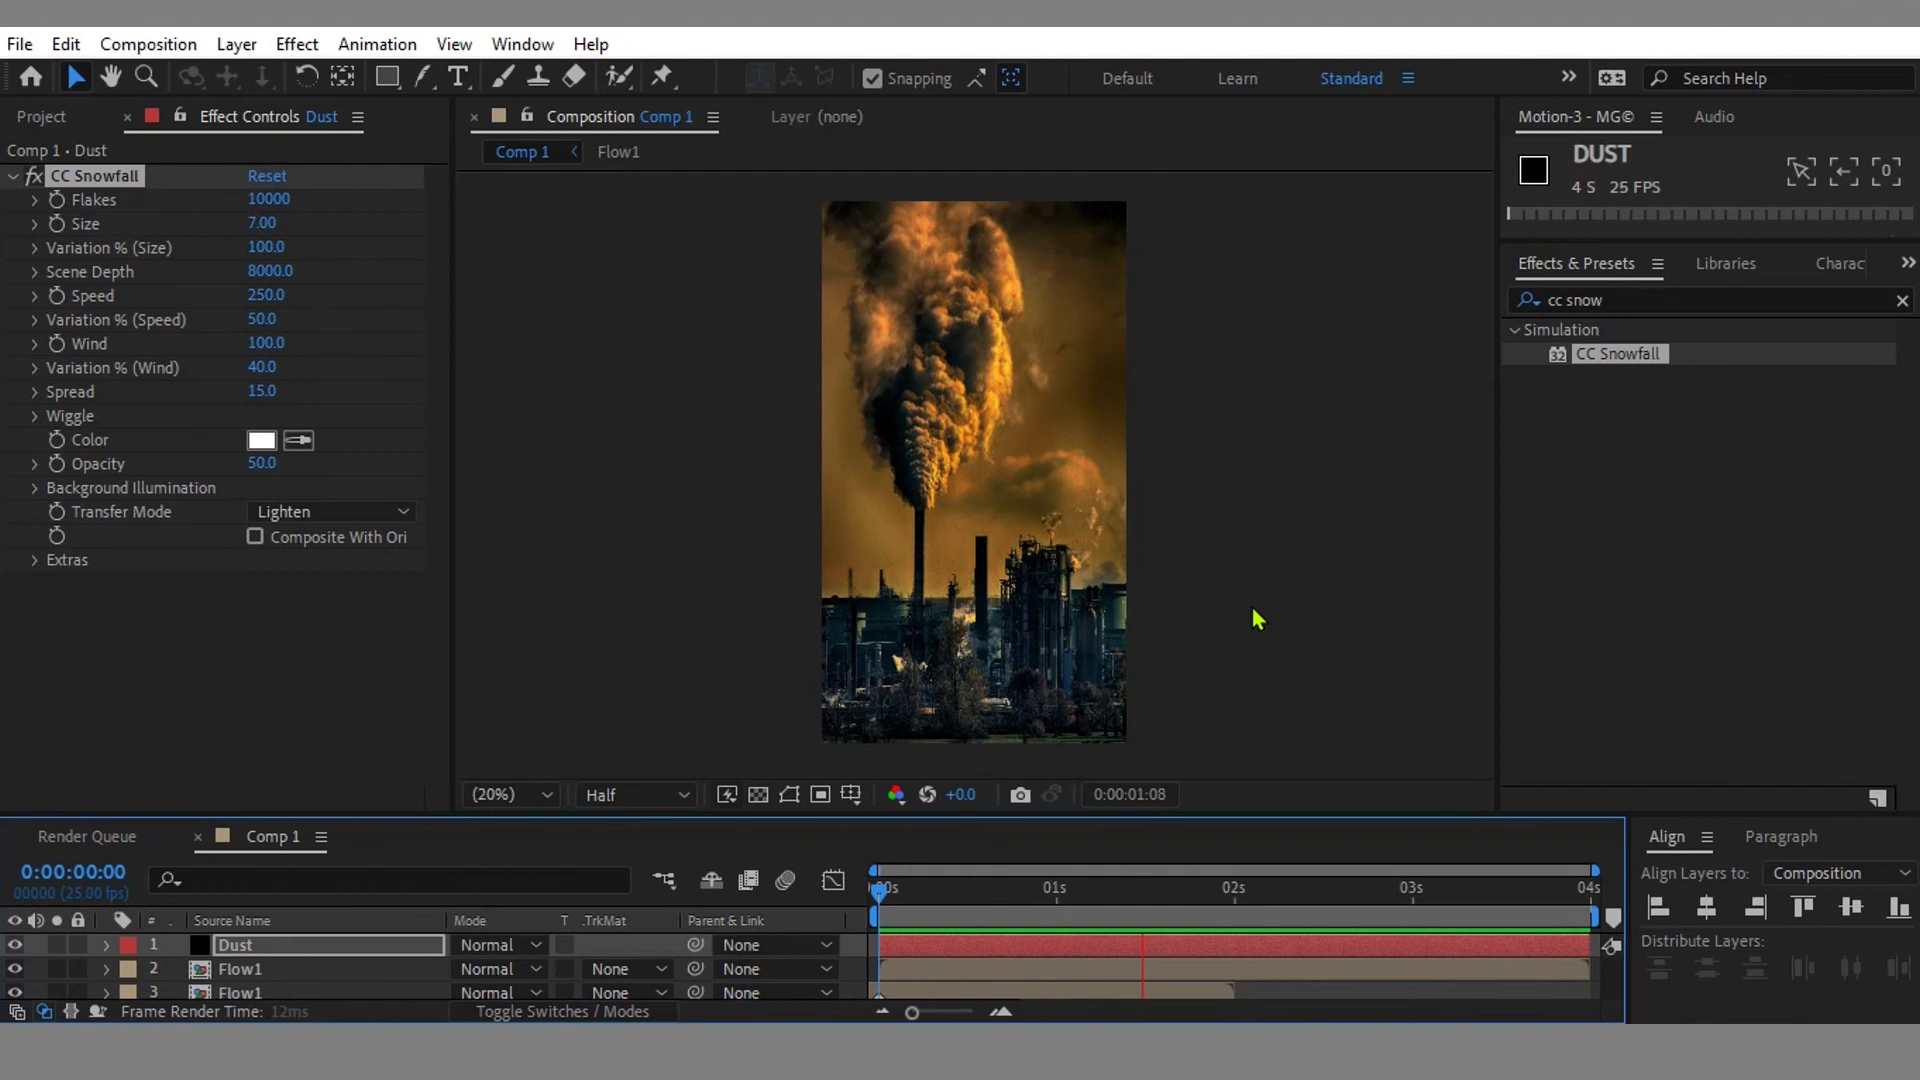 File Edit Composition Layer Effect Animation View Window Help
Snapping Default Learn Standard Search Help
Project Effect Controls Dust Composition Comp 1 Layer (none) Motion-3 - MG© Audio
Comp 1 • Dust Comp 1 Flow1 DUST
4 S 25 FPS
fx CC Snowfall Reset
Flakes 10000
Size 7.00
Variation % (Size) 100.0
Scene Depth 8000.0
Speed 250.0
Variation % (Speed) 50.0
Wind 100.0
Variation % (Wind) 40.0
Spread 15.0
Wiggle
Color
Opacity 50.0
Background Illumination
Transfer Mode Lighten
Composite With Ori
Extras
Effects & Presets Libraries Charac
cc snow
Simulation
32 CC Snowfall
(20%) Half +0.0 0:00:01:08
Render Queue Comp 1
0:00:00:00
00000 (25.00 fps)
00s 01s 02s 03s 04s
# Source Name Mode T .TrkMat Parent & Link
1 Dust Normal None
2 Flow1 Normal None None
3 Flow1 Normal None None
Frame Render Time: 12ms Toggle Switches / Modes
Align Paragraph
Align Layers to: Composition
Distribute Layers: